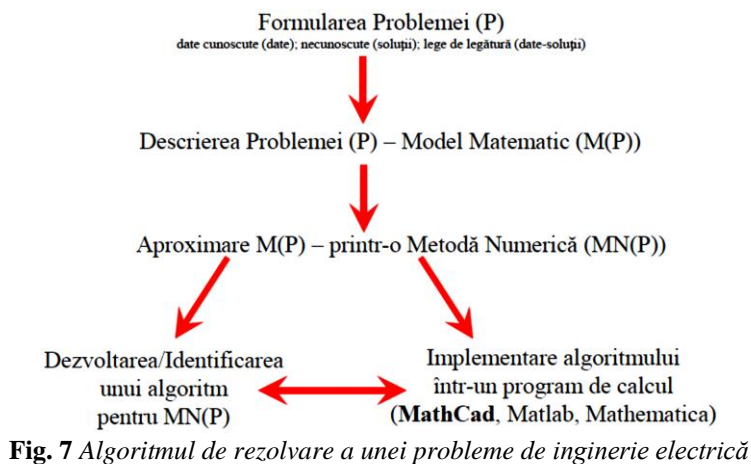 Formularea Problemei (P)
date cunoscute (date); necunoscute (soluții); lege de legătură (date-soluții)
Descrierea Problemei (P) – Model Matematic (M(P))
Aproximare M(P) – printr-o Metodă Numerică (MN(P))
Dezvoltarea/Identificarea
unui algoritm
pentru MN(P)
Implementare algoritmului
într-un program de calcul
(MathCad, Matlab, Mathematica)
Fig. 7 Algoritmul de rezolvare a unei probleme de inginerie electrică